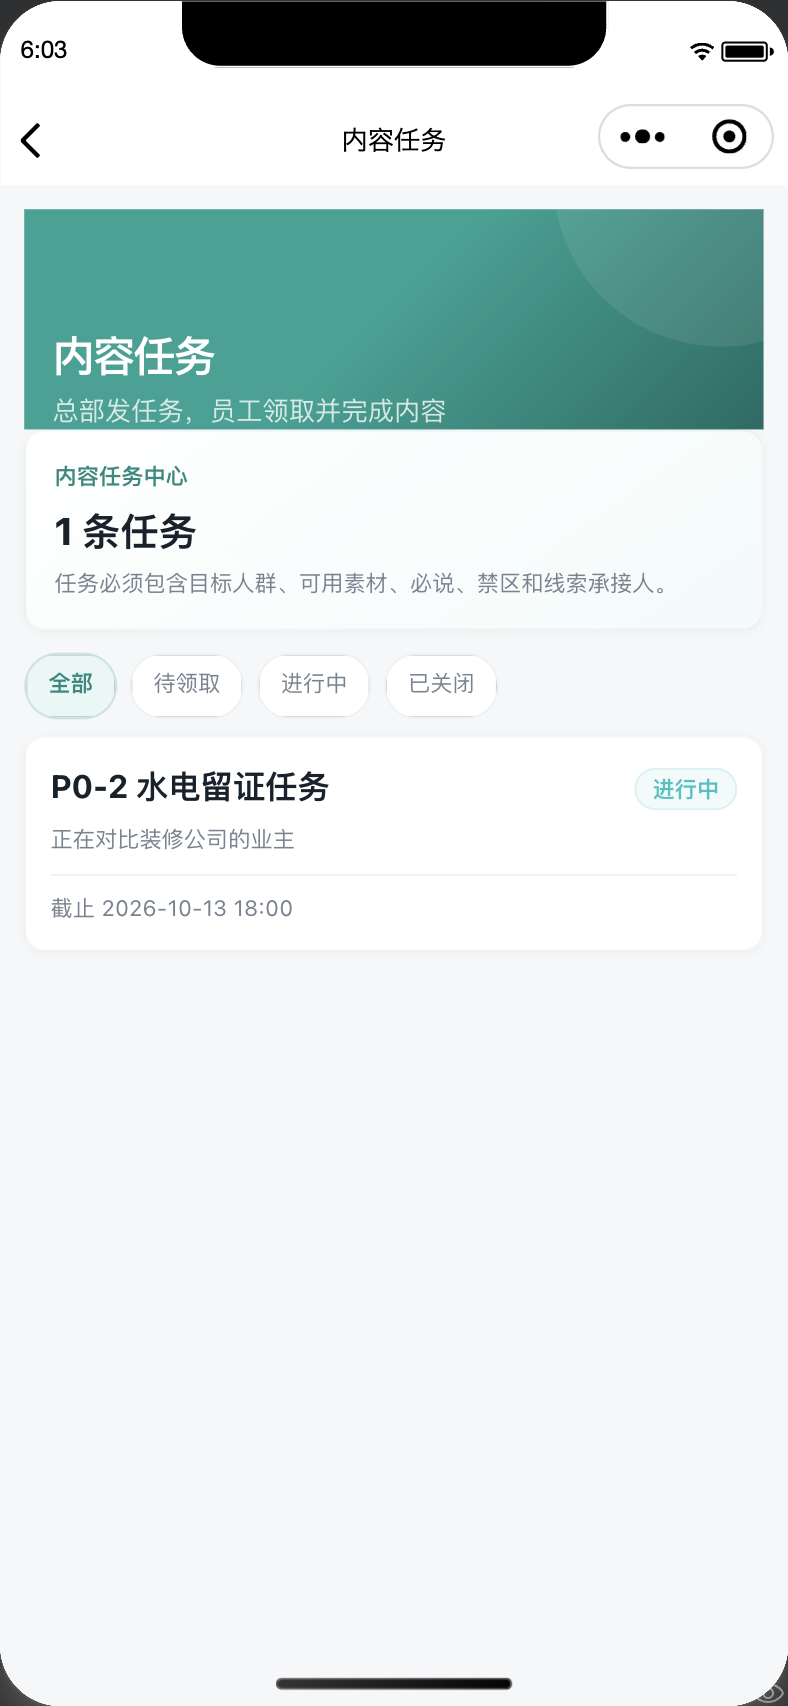 6:03
内容任务
内容任务
总部发任务，员工领取并完成内容
内容任务中心
1 条任务
任务必须包含目标人群、可用素材、必说、禁区和线索承接人。
全部
待领取
进行中
已关闭
P0-2 水电留证任务
进行中
正在对比装修公司的业主
截止 2026-10-13 18:00